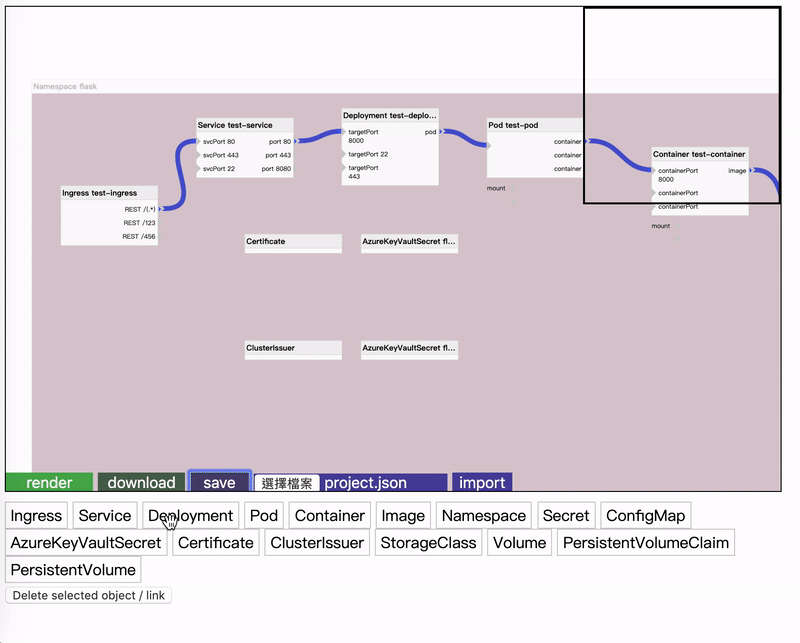 Namespace flask
Deployment test-deplo...
Service test-service
Pod test-pod
targetPort
8000
pod
svcPort 80
port 80
container
svcPort 443
port 443
targetPort 22
container
Container test-container
svcPort 22
port 8080
targetPort
443
container
containerPort
8000
image
mount
containerPort
Ingress test-ingress
REST /(.*)
containerPort
REST /123
mount
REST /456
Certificate
AzureKeyVaultSecret fl...
ClusterIssuer
AzureKeyVaultSecret fl...
render
download
save
選擇檔案
project.json
import
Ingress
Service
Deployment
Pod
Container
Image
Namespace
Secret
ConfigMap
AzureKeyVaultSecret
Certificate
ClusterIssuer
StorageClass
Volume
PersistentVolumeClaim
PersistentVolume
Delete selected object / link